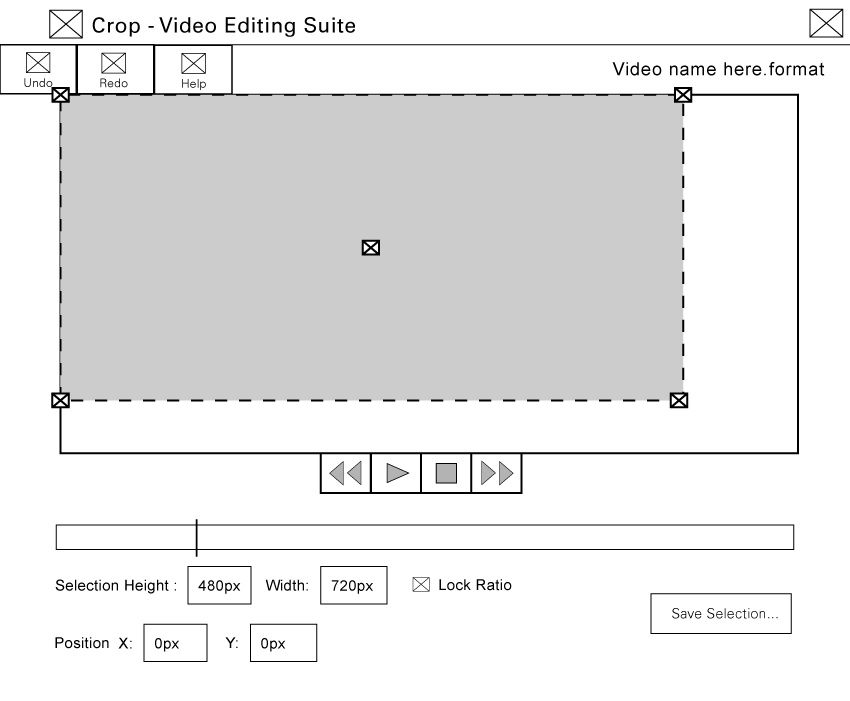 Crop - Video Editing Suite
Undo Redo Help
Video name here.format
Selection Height : 480px Width: 720px Lock Ratio
Save Selection...
Position X: 0px Y: 0px